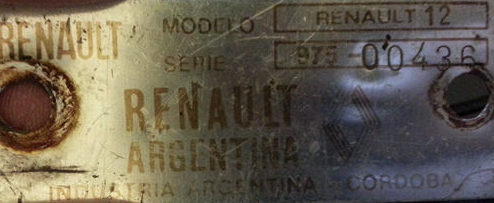 RENAULT
MODELO RENAULT 12
SERIE 975-00436
RENAULT
ARGENTINA
INDUSTRIA ARGENTINA - CORDOBA